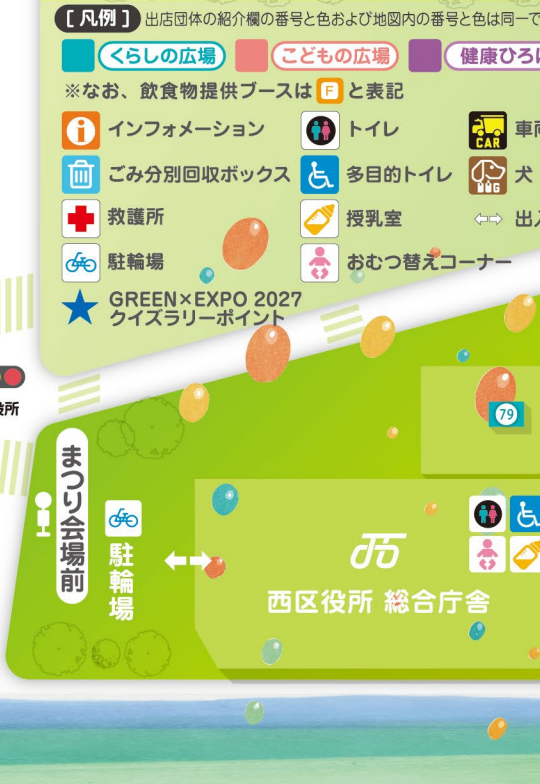 [ 凡例 ] 出店団体の紹介欄の番号と色および地図内の番号と色は同一で
くらしの広場 こどもの広場 健康ひろ
※なお、飲食物提供ブースは F と表記
インフォメーション トイレ CAR 車両
ごみ分別回収ボックス 多目的トイレ DOG 犬
救護所 授乳室 出入
駐輪場 おむつ替えコーナー
GREEN×EXPO 2027
クイズラリーポイント
役所
79
まつり会場前
駐輪場
西区役所 総合庁舎